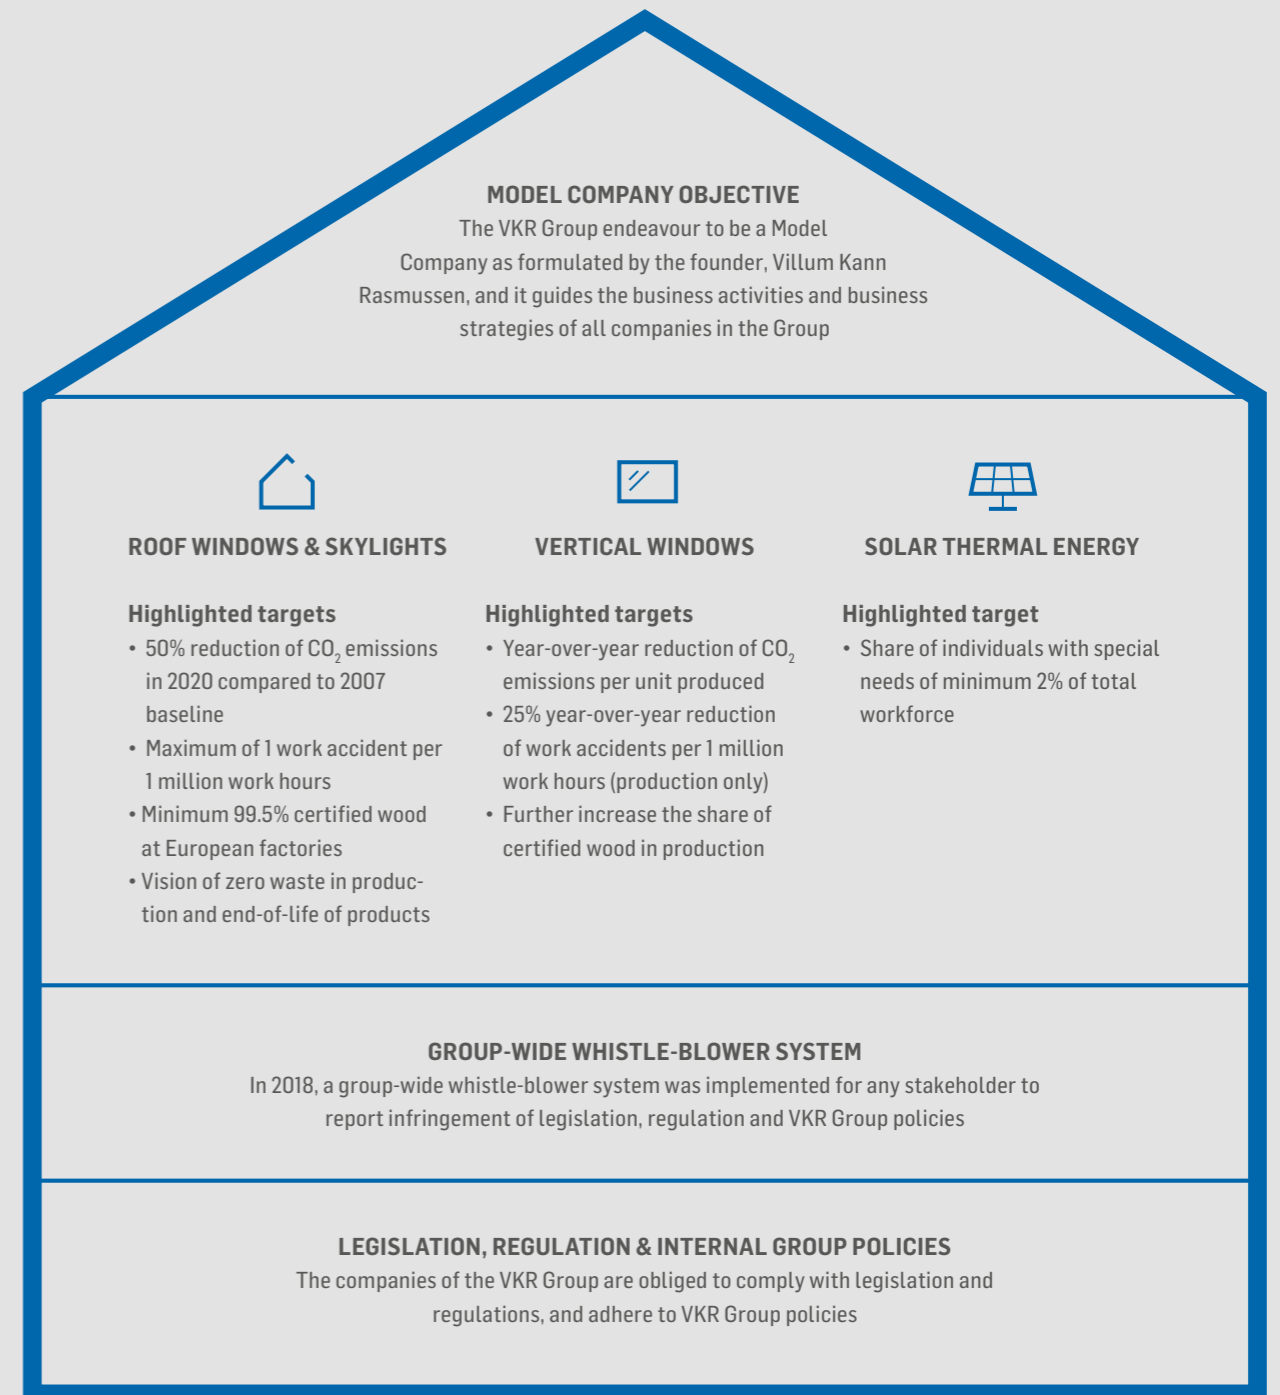 MODEL COMPANY OBJECTIVE
The VKR Group endeavour to be a Model
Company as formulated by the founder, Villum Kann
Rasmussen, and it guides the business activities and business
strategies of all companies in the Group
ROOF WINDOWS & SKYLIGHTS
Highlighted targets
• 50% reduction of CO₂ emissions
in 2020 compared to 2007
baseline
• Maximum of 1 work accident per
1 million work hours
• Minimum 99.5% certified wood
at European factories
• Vision of zero waste in produc-
tion and end-of-life of products
VERTICAL WINDOWS
Highlighted targets
• Year-over-year reduction of CO₂
emissions per unit produced
• 25% year-over-year reduction
of work accidents per 1 million
work hours (production only)
• Further increase the share of
certified wood in production
SOLAR THERMAL ENERGY
Highlighted target
• Share of individuals with special
needs of minimum 2% of total
workforce
GROUP-WIDE WHISTLE-BLOWER SYSTEM
In 2018, a group-wide whistle-blower system was implemented for any stakeholder to
report infringement of legislation, regulation and VKR Group policies
LEGISLATION, REGULATION & INTERNAL GROUP POLICIES
The companies of the VKR Group are obliged to comply with legislation and
regulations, and adhere to VKR Group policies